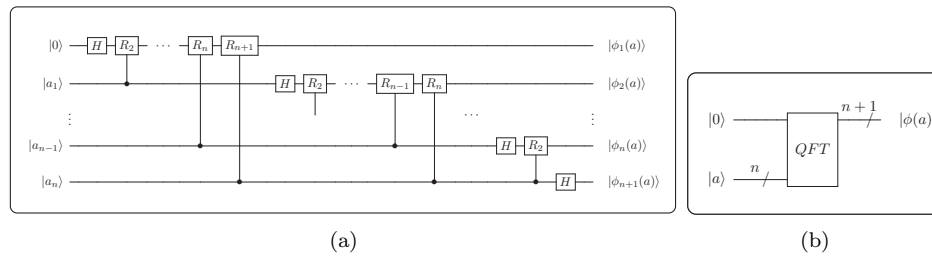 |0⟩ H R₂ ··· Rₙ Rₙ₊₁ |ϕ₁(a)⟩
|a₁⟩ H R₂ ··· Rₙ₋₁ Rₙ |ϕ₂(a)⟩
⋮ ··· ⋮
|aₙ₋₁⟩ H R₂ |ϕₙ(a)⟩
|aₙ⟩ H |ϕₙ₊₁(a)⟩
(a)
n + 1
|0⟩ |ϕ(a)⟩
QFT
n
|a⟩
(b)